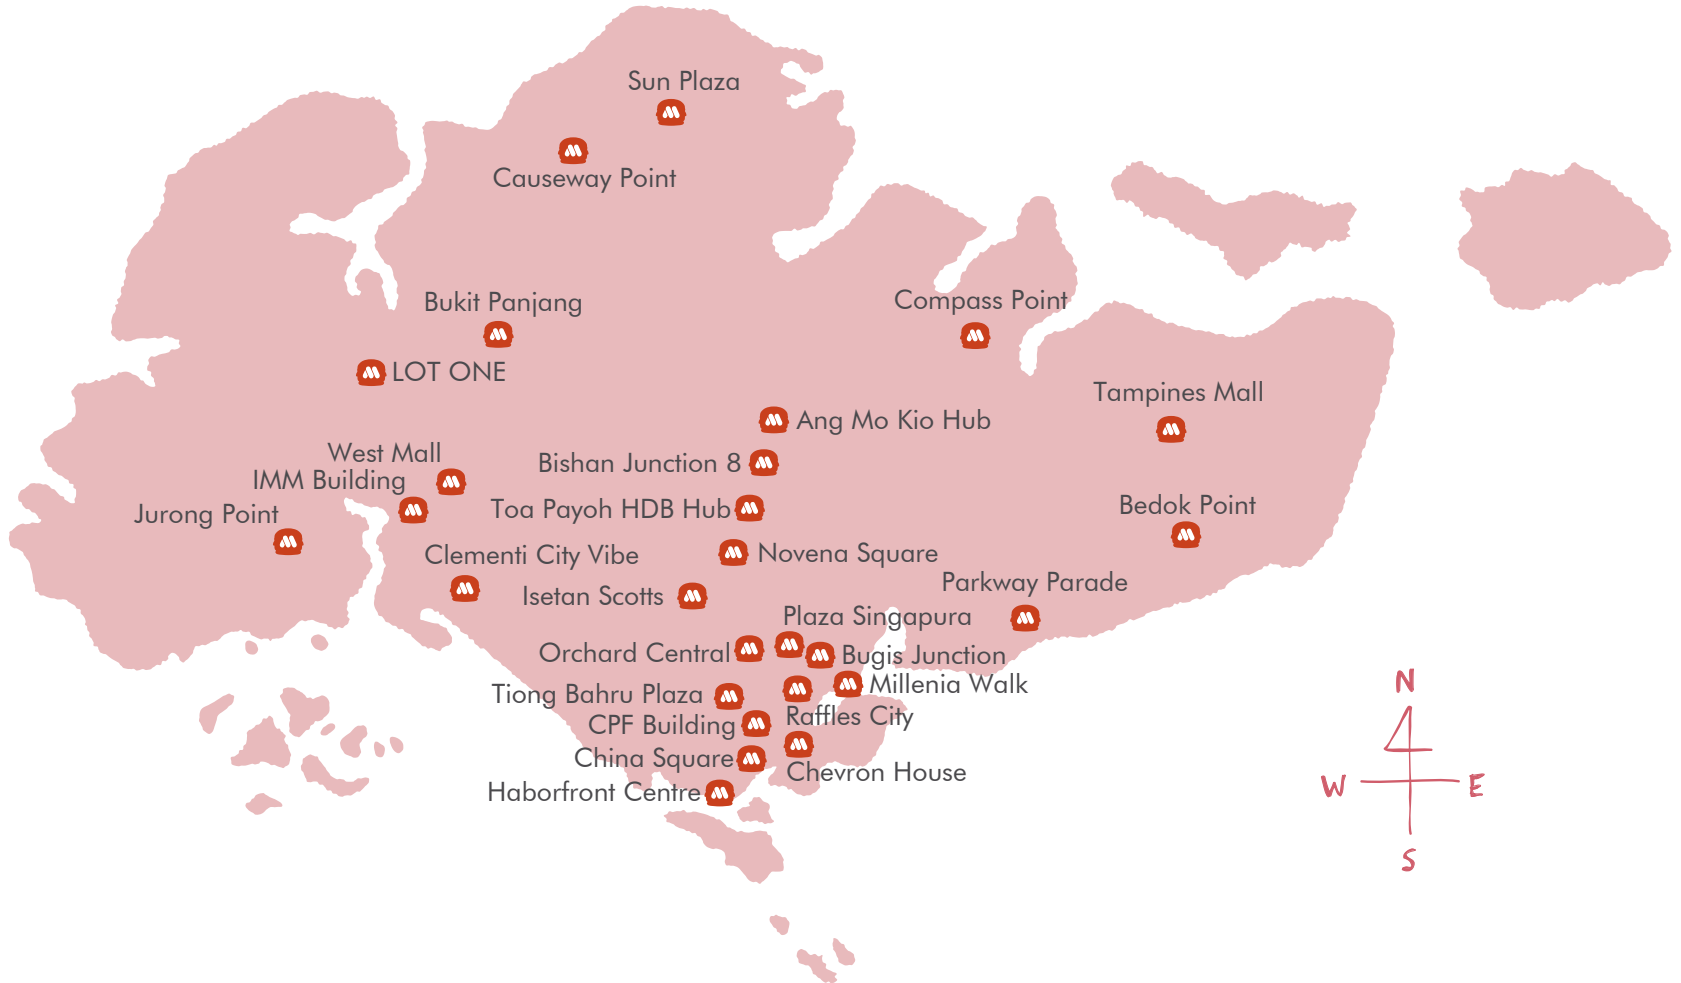 Sun Plaza
Causeway Point
Bukit Panjang
Compass Point
LOT ONE
Tampines Mall
Ang Mo Kio Hub
West Mall
Bishan Junction 8
IMM Building
Jurong Point
Toa Payoh HDB Hub
Bedok Point
Clementi City Vibe
Novena Square
Isetan Scotts
Parkway Parade
Plaza Singapura
Orchard Central
Bugis Junction
Millenia Walk
Tiong Bahru Plaza
Raffles City
CPF Building
China Square
Chevron House
Haborfront Centre
N
W E
S